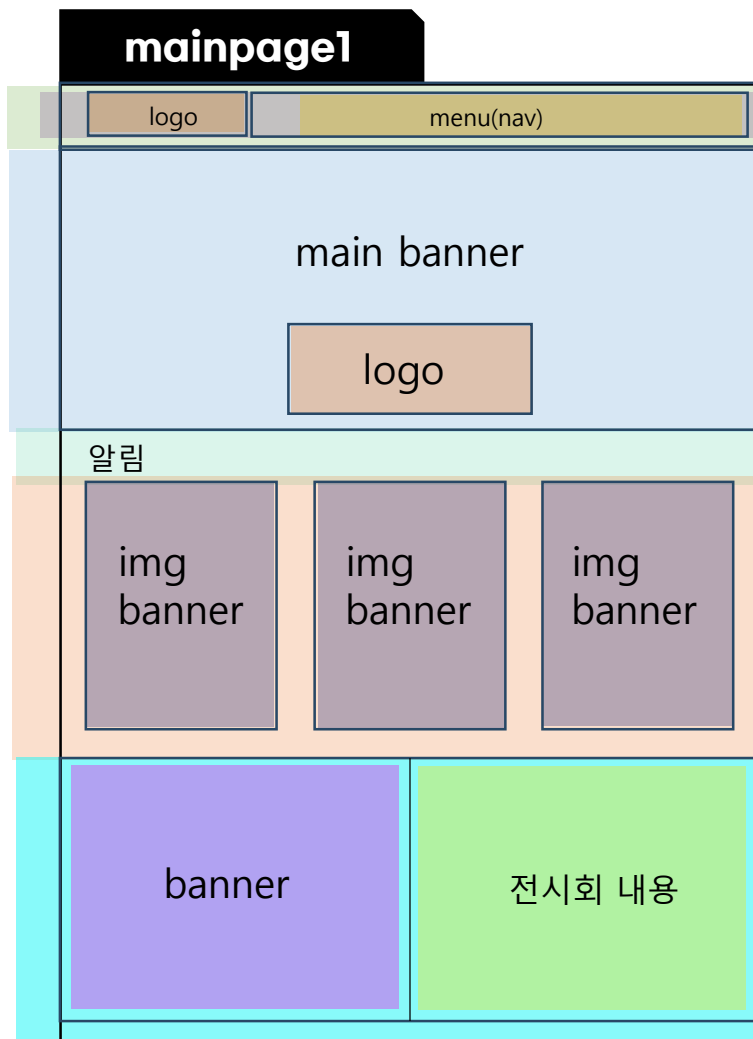 mainpage1
logo
menu(nav)
main banner
logo
알림
img
banner
img
banner
img
banner
banner
전시회 내용